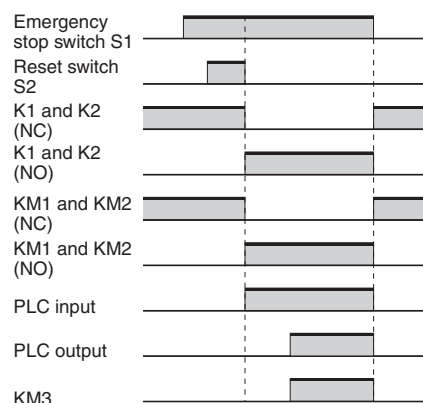 Emergency
stop switch S1
Reset switch
S2
K1 and K2
(NC)
K1 and K2
(NO)
KM1 and KM2
(NC)
KM1 and KM2
(NO)
PLC input
PLC output
KM3